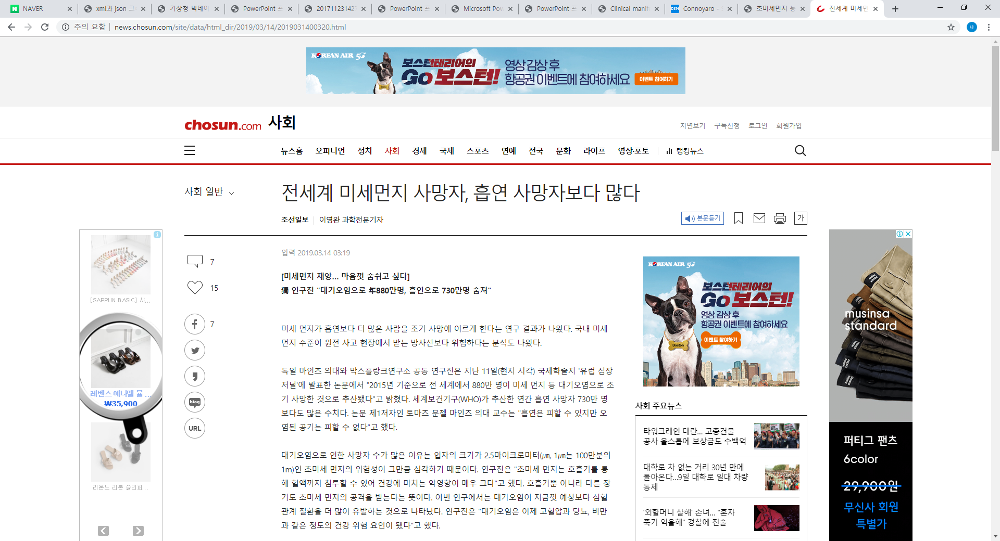 NAVER
xml과 json 그
기상청 빅데이
PowerPoint 프
2017112314
PowerPoint 프
Microsoft Pow
PowerPoint 프
Clinical manif
Connoyaro -
초미세먼지 농
전세계 미세먼
주의 요함
news.chosun.com/site/data/html_dir/2019/03/14/2019031400320.html
KOREAN AIR 50
보스턴테리어의
Go 보스턴!
영상 감상 후
항공권 이벤트에 참여하세요
이벤트 참여하기
chosun.com 사회
지면보기 구독신청 로그인 회원가입
뉴스홈 오피니언 정치 사회 경제 국제 스포츠 연예 전국 문화 라이프 영상·포토 랭킹뉴스
사회 일반
전세계 미세먼지 사망자, 흡연 사망자보다 많다
조선일보 이영완 과학전문기자
본문듣기
가
입력 2019.03.14 03:19
7
15
7
blog
URL
[미세먼지 재앙... 마음껏 숨쉬고 싶다]
獨 연구진 "대기오염으로 年880만명, 흡연으로 730만명 숨져"
미세 먼지가 흡연보다 더 많은 사람을 조기 사망에 이르게 한다는 연구 결과가 나왔다. 국내 미세
먼지 수준이 원전 사고 현장에서 받는 방사선보다 위험하다는 분석도 나왔다.
독일 마인츠 의대와 막스플랑크연구소 공동 연구진은 지난 11일(현지 시각) 국제학술지 '유럽 심장
저널'에 발표한 논문에서 "2015년 기준으로 전 세계에서 880만 명이 미세 먼지 등 대기오염으로 조
기 사망한 것으로 추산됐다"고 밝혔다. 세계보건기구(WHO)가 추산한 연간 흡연 사망자 730만 명
보다도 많은 수치다. 논문 제1저자인 토마츠 문첼 마인츠 의대 교수는 "흡연은 피할 수 있지만 오
염된 공기는 피할 수 없다"고 했다.
대기오염으로 인한 사망자 수가 많은 이유는 입자의 크기가 2.5마이크로미터(㎛, 1㎛는 100만분의
1m)인 초미세 먼지의 위험성이 그만큼 심각하기 때문이다. 연구진은 "초미세 먼지는 호흡기를 통
해 혈액까지 침투할 수 있어 건강에 미치는 악영향이 매우 크다"고 했다. 호흡기뿐 아니라 다른 장
기도 초미세 먼지의 공격을 받는다는 뜻이다. 이번 연구에서는 대기오염이 지금껏 예상보다 심혈
관계 질환을 더 많이 유발하는 것으로 나타났다. 연구진은 "대기오염은 이제 고혈압과 당뇨, 비만
과 같은 정도의 건강 위험 요인이 됐다"고 했다.
[SAPPUN BASIC] 샤...
레벤스 에나멜 뮬 ...
₩35,900
리온느 리본 슬리퍼...
KOREAN AIR 50
보스턴테리어의
Go 보스턴!
영상 감상 후
항공권 이벤트에 참여하세요
이벤트 참여하기
Boston
사회 주요뉴스
타워크레인 대란... 고층건물
공사 올스톱에 보상금도 수백억
대학로 차 없는 거리 30년 만에
돌아온다...9일 대학로 일대 차량
통제
'외할머니 살해' 손녀... "혼자
죽기 억울해" 경찰에 진술
musinsa
standard
퍼티그 팬츠
6color
29,900원
무신사 회원
특별가